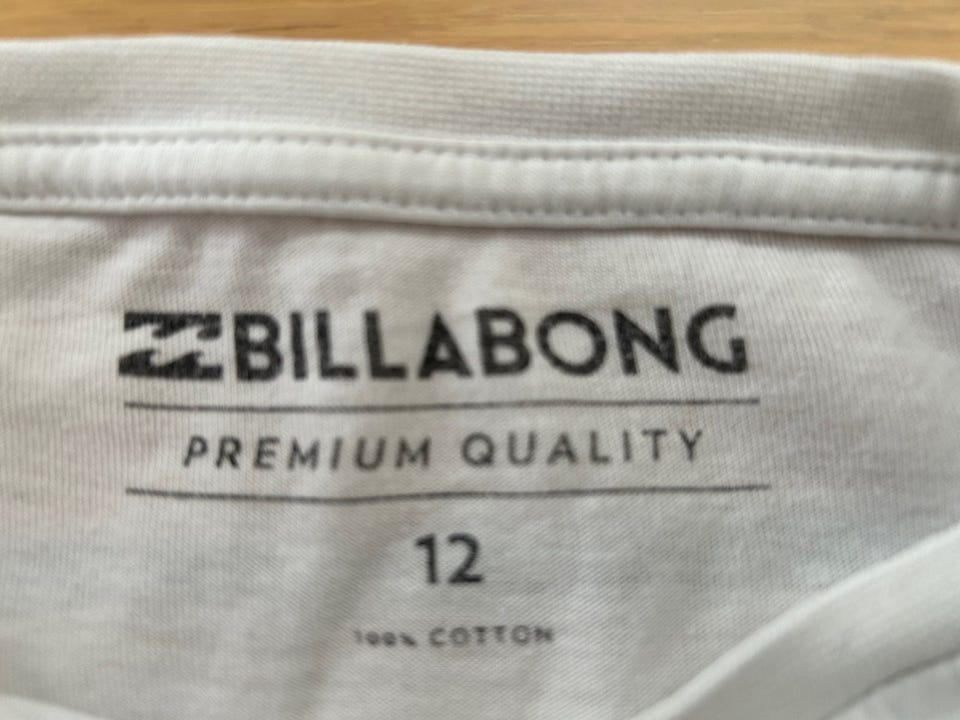 BILLABONG
PREMIUM QUALITY
12
100% COTTON